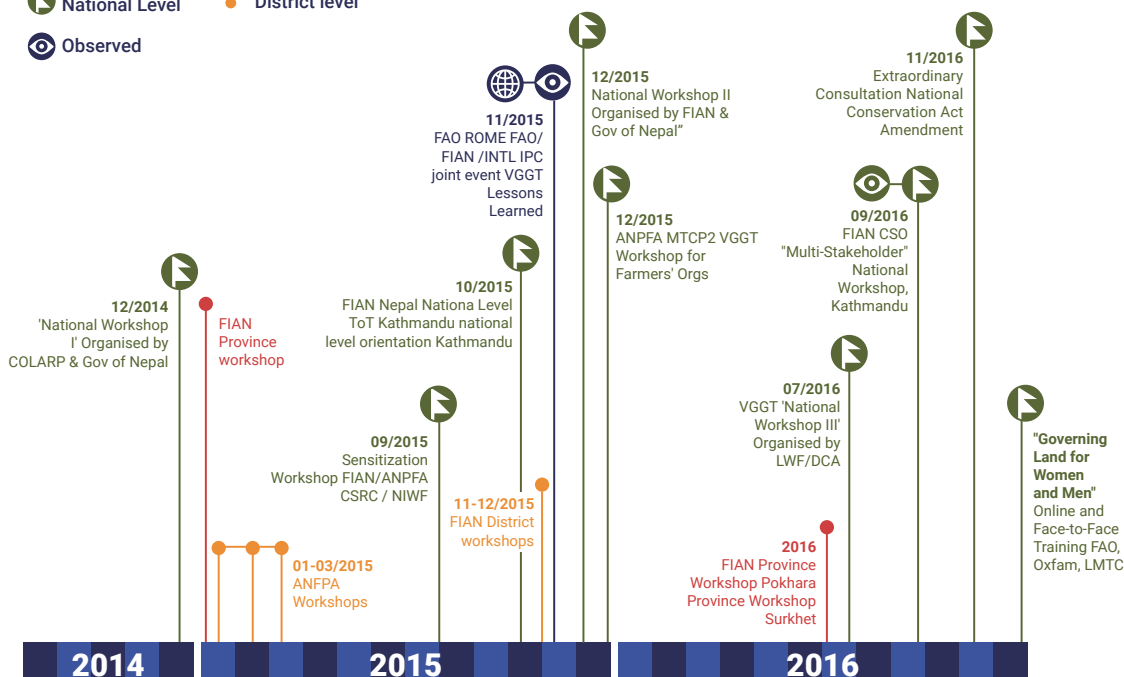 National Level
District level
Observed
12/2014
'National Workshop
I' Organised by
COLARP & Gov of Nepal
FIAN
Province
workshop
01-03/2015
ANFPA
Workshops
09/2015
Sensitization
Workshop FIAN/ANPFA
CSRC / NIWF
10/2015
FIAN Nepal Nationa Level
ToT Kathmandu national
level orientation Kathmandu
11-12/2015
FIAN District
workshops
11/2015
FAO ROME FAO/
FIAN /INTL IPC
joint event VGGT
Lessons
Learned
12/2015
National Workshop II
Organised by FIAN &
Gov of Nepal”
12/2015
ANPFA MTCP2 VGGT
Workshop for
Farmers' Orgs
2016
FIAN Province
Workshop Pokhara
Province Workshop
Surkhet
07/2016
VGGT 'National
Workshop III'
Organised by
LWF/DCA
09/2016
FIAN CSO
"Multi-Stakeholder"
National
Workshop,
Kathmandu
11/2016
Extraordinary
Consultation National
Conservation Act
Amendment
"Governing
Land for
Women
and Men"
Online and
Face-to-Face
Training FAO,
Oxfam, LMTC
2014
2015
2016